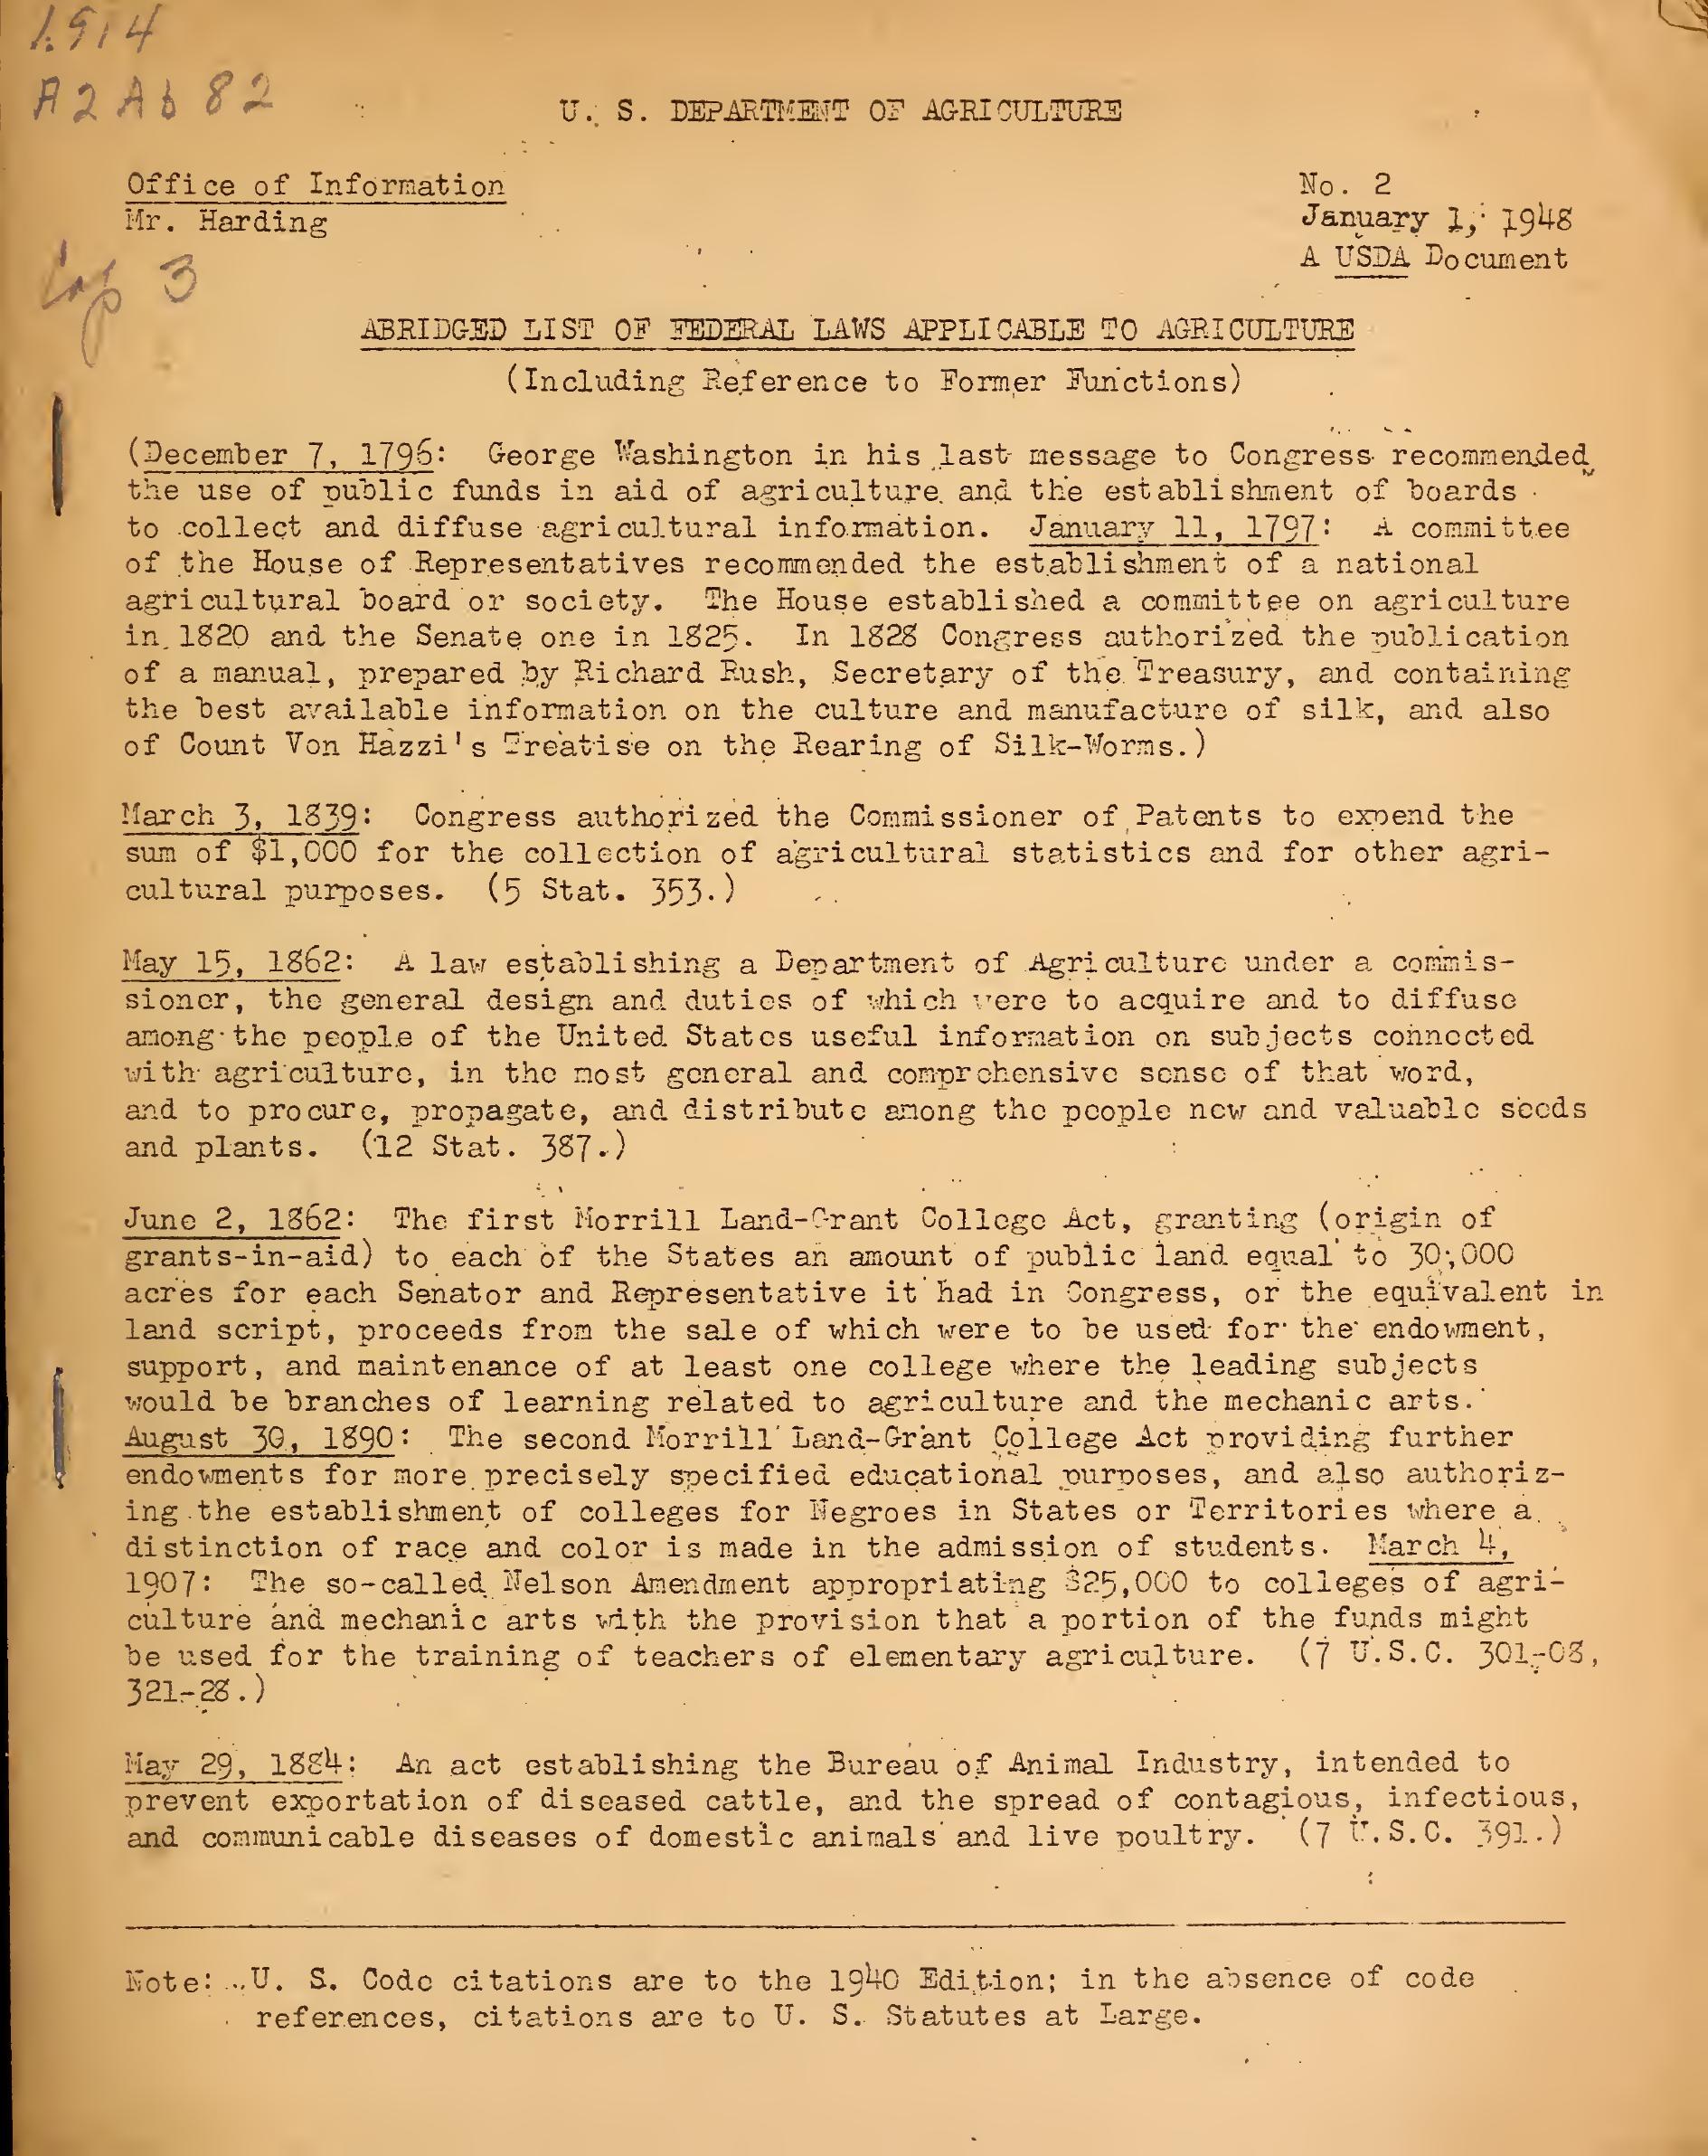 1.914
A2Ab82
U. S. DEPARTMENT OF AGRICULTURE
Office of Information
No. 2
Mr. Harding
January 1, 1948
A USDA Document
Cop 3
ABRIDGED LIST OF FEDERAL LAWS APPLICABLE TO AGRICULTURE
(Including Reference to Former Functions)
(December 7, 1796: George Washington in his last message to Congress recommended
the use of public funds in aid of agriculture and the establishment of boards
to collect and diffuse agricultural information. January 11, 1797: A committee
of the House of Representatives recommended the establishment of a national
agricultural board or society. The House established a committee on agriculture
in 1820 and the Senate one in 1825. In 1828 Congress authorized the publication
of a manual, prepared by Richard Rush, Secretary of the Treasury, and containing
the best available information on the culture and manufacture of silk, and also
of Count Von Hazzi's Treatise on the Rearing of Silk-Worms.)
March 3, 1839: Congress authorized the Commissioner of Patents to expend the
sum of $1,000 for the collection of agricultural statistics and for other agri-
cultural purposes. (5 Stat. 353.)
May 15, 1862: A law establishing a Department of Agriculture under a commis-
sioner, the general design and duties of which were to acquire and to diffuse
among the people of the United States useful information on subjects connected
with agriculture, in the most general and comprehensive sense of that word,
and to procure, propagate, and distribute among the people new and valuable seeds
and plants. (12 Stat. 387.)
June 2, 1862: The first Morrill Land-Grant College Act, granting (origin of
grants-in-aid) to each of the States an amount of public land equal to 30,000
acres for each Senator and Representative it had in Congress, or the equivalent in
land script, proceeds from the sale of which were to be used for the endowment,
support, and maintenance of at least one college where the leading subjects
would be branches of learning related to agriculture and the mechanic arts.
August 30, 1890: The second Morrill Land-Grant College Act providing further
endowments for more precisely specified educational purposes, and also authoriz-
ing the establishment of colleges for Negroes in States or Territories where a
distinction of race and color is made in the admission of students. March 4,
1907: The so-called Nelson Amendment appropriating $25,000 to colleges of agri-
culture and mechanic arts with the provision that a portion of the funds might
be used for the training of teachers of elementary agriculture. (7 U.S.C. 301-08,
321-28.)
May 29, 1884: An act establishing the Bureau of Animal Industry, intended to
prevent exportation of diseased cattle, and the spread of contagious, infectious,
and communicable diseases of domestic animals and live poultry. (7 U.S.C. 391.)
Note: U. S. Code citations are to the 1940 Edition; in the absence of code
references, citations are to U. S. Statutes at Large.